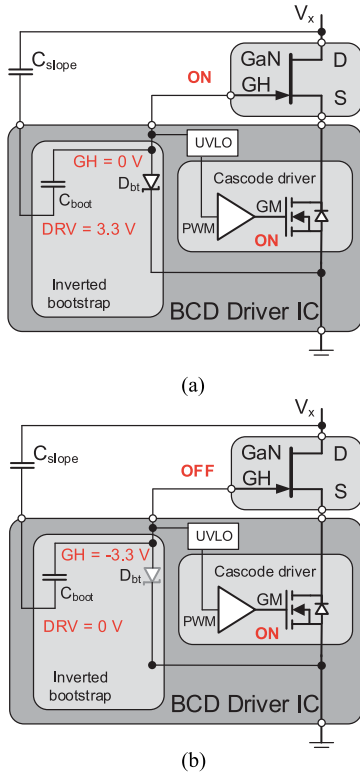 Vx
Cslope
GaN
D
ON
GH
S
GH = 0 V
UVLO
Dbt
Cboot
Cascode driver
GM
DRV = 3.3 V
PWM
ON
Inverted
bootstrap
BCD Driver IC
(a)
Vx
Cslope
GaN
D
OFF
GH
S
GH = -3.3 V
UVLO
Dbt
Cboot
Cascode driver
GM
DRV = 0 V
PWM
ON
Inverted
bootstrap
BCD Driver IC
(b)